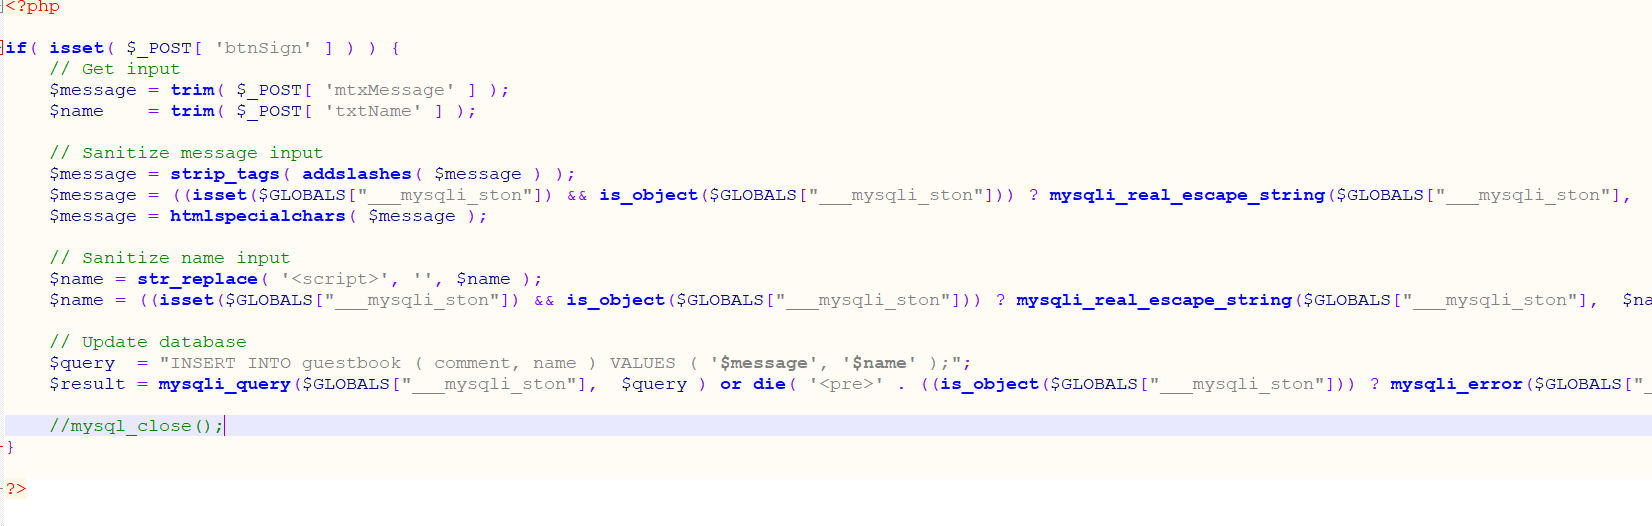 <?php
if( isset( $_POST[ 'btnSign' ] ) ) {
// Get input
$message = trim( $_POST[ 'mtxMessage' ] );
$name    = trim( $_POST[ 'txtName' ] );
// Sanitize message input
$message = strip_tags( addslashes( $message ) );
$message = ((isset($GLOBALS["___mysqli_ston"]) && is_object($GLOBALS["___mysqli_ston"])) ? mysqli_real_escape_string($GLOBALS["___mysqli_ston"],
$message = htmlspecialchars( $message );
// Sanitize name input
$name = str_replace( '<script>', '', $name );
$name = ((isset($GLOBALS["___mysqli_ston"]) && is_object($GLOBALS["___mysqli_ston"])) ? mysqli_real_escape_string($GLOBALS["___mysqli_ston"],  $na
// Update database
$query  = "INSERT INTO guestbook ( comment, name ) VALUES ( '$message', '$name' );";
$result = mysqli_query($GLOBALS["___mysqli_ston"],  $query ) or die( '<pre>' . ((is_object($GLOBALS["___mysqli_ston"])) ? mysqli_error($GLOBALS["_
//mysql_close();
}
?>